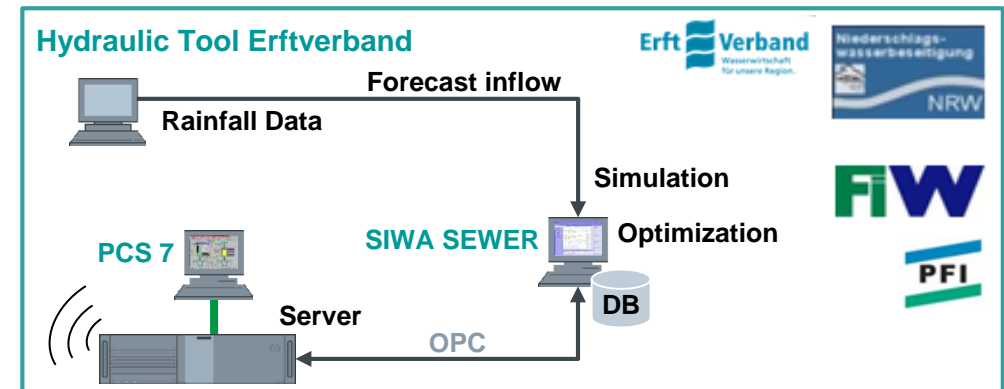 Hydraulic Tool Erftverband
Erft Verband
Wasserwirtschaft
für unsere Region.
Niederschlags-
wasserbeseitigung
NRW
Forecast inflow
Rainfall Data
Simulation
FiW
PCS 7
SIWA SEWER
Optimization
PFI
DB
Server
OPC